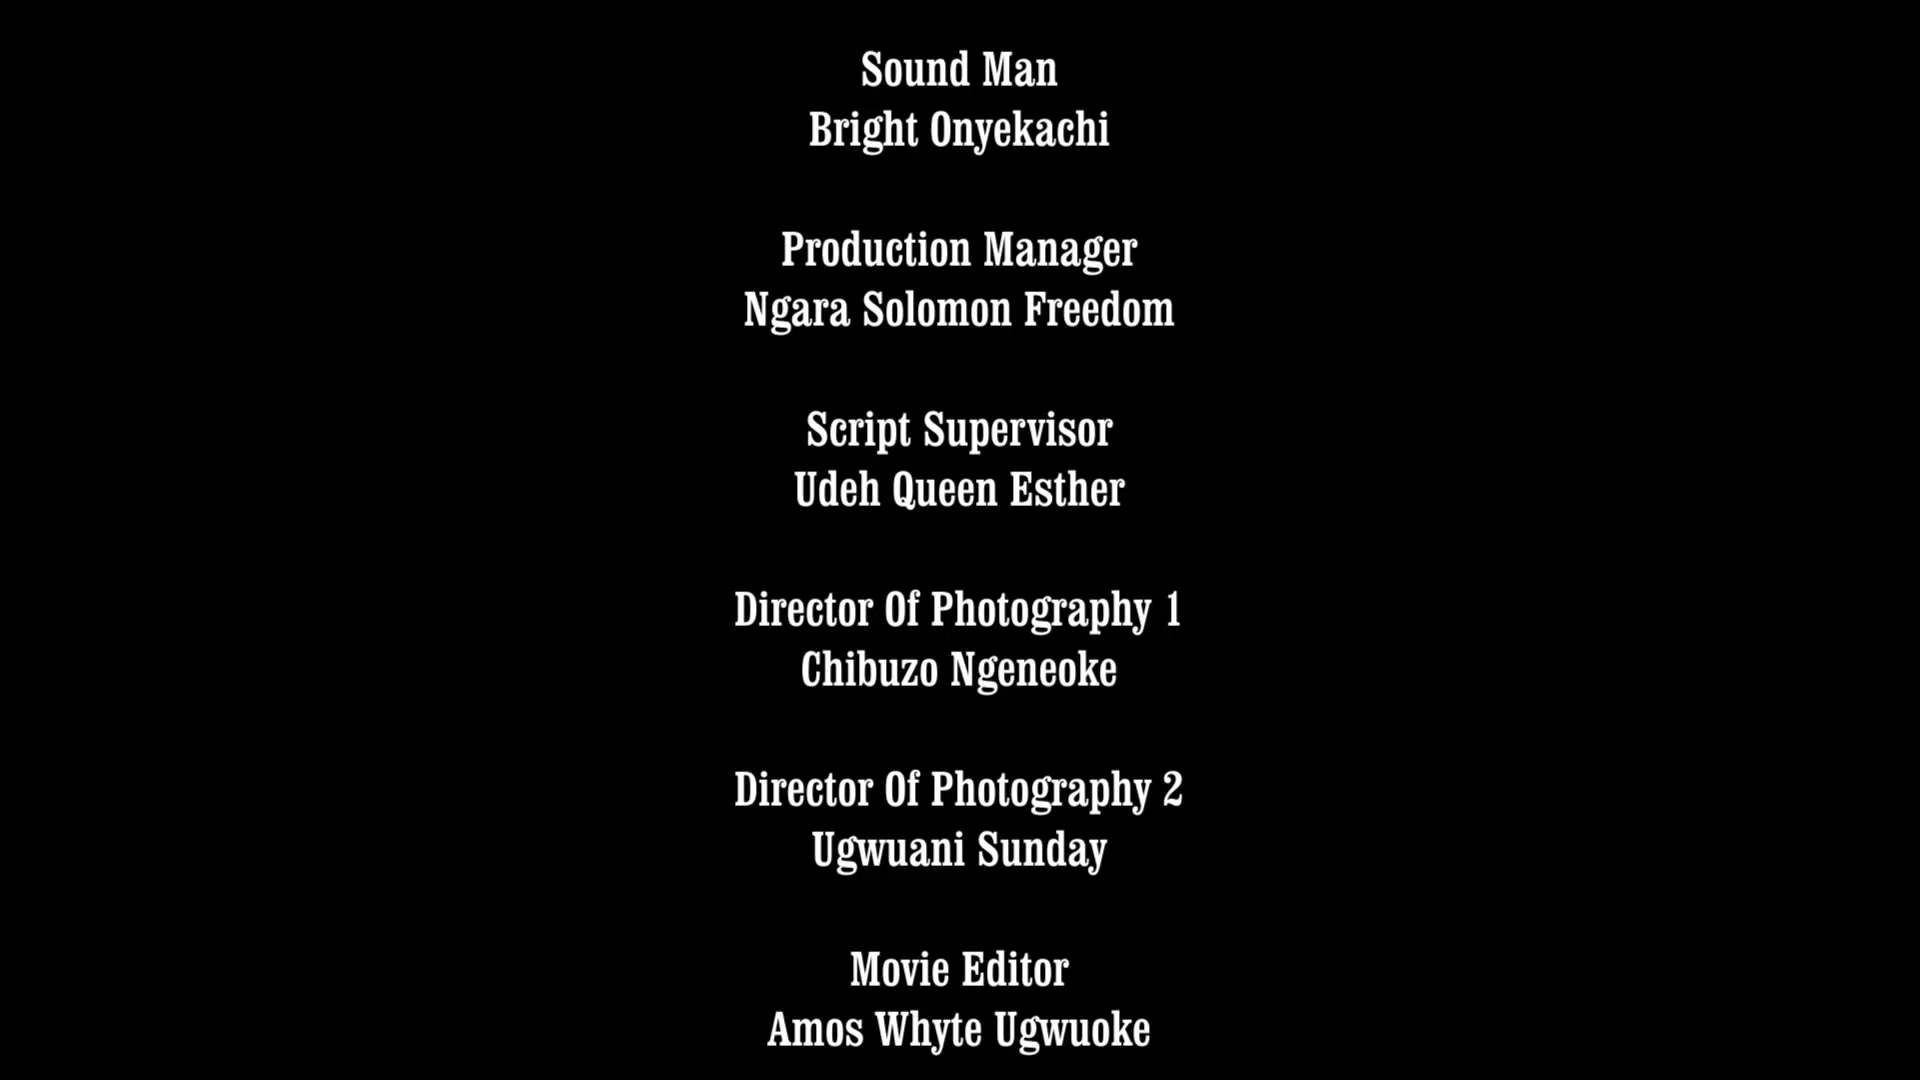 Sound Man
Bright Onyekachi
Production Manager
Ngara Solomon Freedom
Script Supervisor
Udeh Queen Esther
Director Of Photography 1
Chibuzo Ngeneoke
Director Of Photography 2
Ugwuani Sunday
Movie Editor
Amos Whyte Ugwuoke